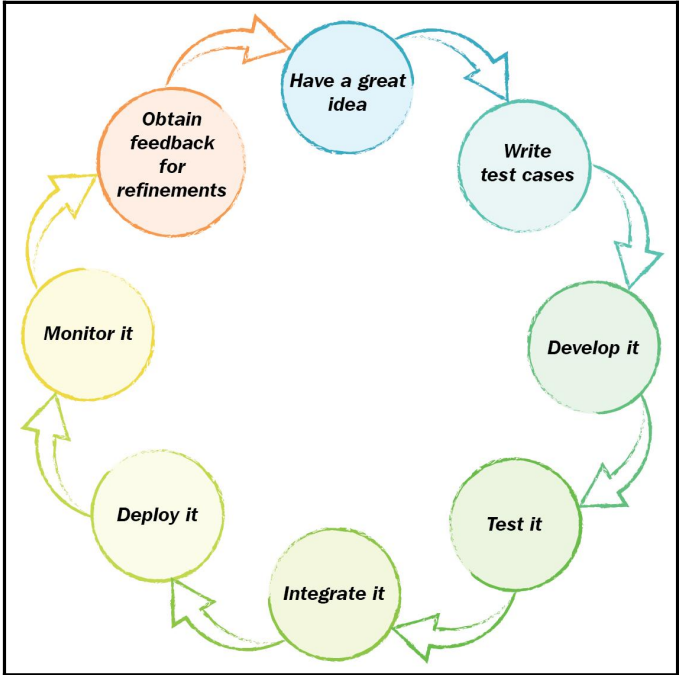 Have a great
idea
Write
test cases
Develop it
Test it
Integrate it
Deploy it
Monitor it
Obtain
feedback
for
refinements